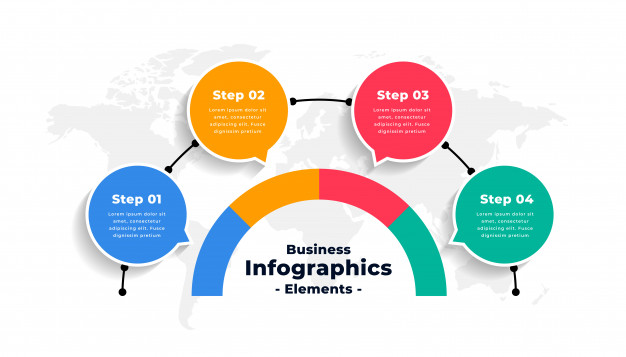 Step 01
Lorem ipsum dolor sit
amet, consectetur
adipiscing elit. Fusce
dignissim pretium
Step 02
Lorem ipsum dolor sit
amet, consectetur
adipiscing elit. Fusce
dignissim pretium
Step 03
Lorem ipsum dolor sit
amet, consectetur
adipiscing elit. Fusce
dignissim pretium
Step 04
Lorem ipsum dolor sit
amet, consectetur
adipiscing elit. Fusce
dignissim pretium
Business
Infographics
- Elements -